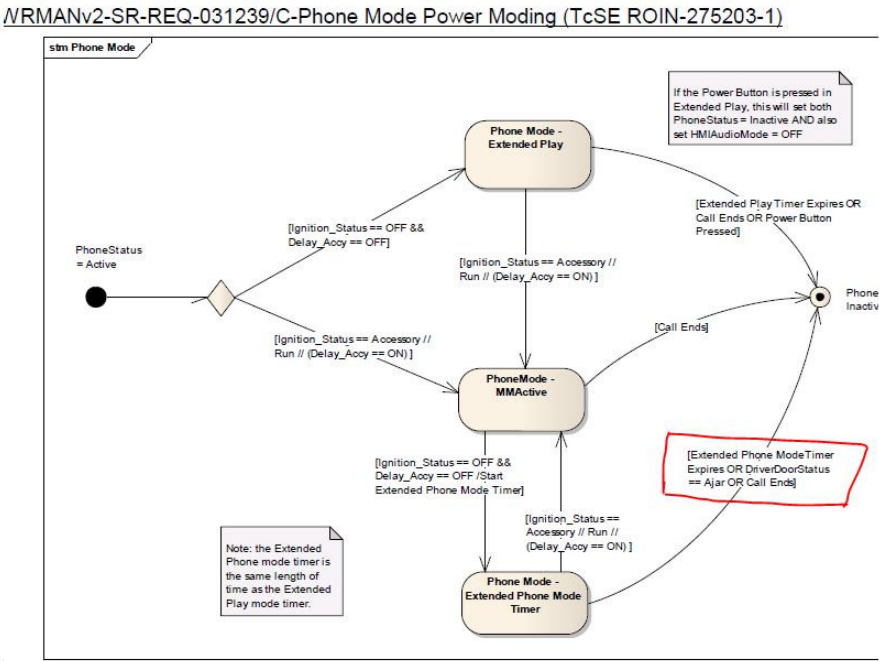 /VRMANv2-SR-REQ-031239/C-Phone Mode Power Moding (TcSE ROIN-275203-1)
stm Phone Mode
If the Power Button is pressed in
Extended Play, this will set both
PhoneStatus = Inactive AND also
set HMIAudioMode = OFF
Phone Mode -
Extended Play
[Extended Play Timer Expires OR
Call Ends OR Power Button
Pressed]
[Ignition_Status == OFF &&
Delay_Accy == OFF]
PhoneStatus
= Active
[Ignition_Status == Accessory //
Run // (Delay_Accy == ON) ]
Phone
Inactiv
[Call Ends]
[Ignition_Status == Accessory //
Run // (Delay_Accy == ON) ]
PhoneMode -
MMActive
[Extended Phone ModeTimer
Expires OR DriverDoorStatus
== Ajar OR Call Ends]
[Ignition_Status == OFF &&
Delay_Accy == OFF /Start
Extended Phone Mode Timer]
[Ignition_Status ==
Accessory // Run //
(Delay_Accy == ON) ]
Note: the Extended
Phone mode timer is
the same length of
time as the Extended
Play mode timer.
Phone Mode -
Extended Phone Mode
Timer